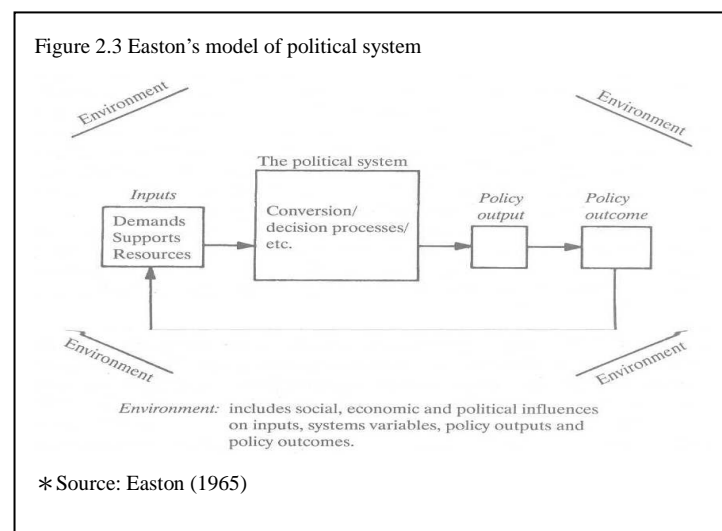 Figure 2.3 Easton’s model of political system
Environment
Environment
The political system
Inputs
Demands
Supports
Resources
Conversion/
decision processes/
etc.
Policy
output
Policy
outcome
Environment
Environment
Environment: includes social, economic and political influences
on inputs, systems variables, policy outputs and
policy outcomes.
＊Source: Easton (1965)